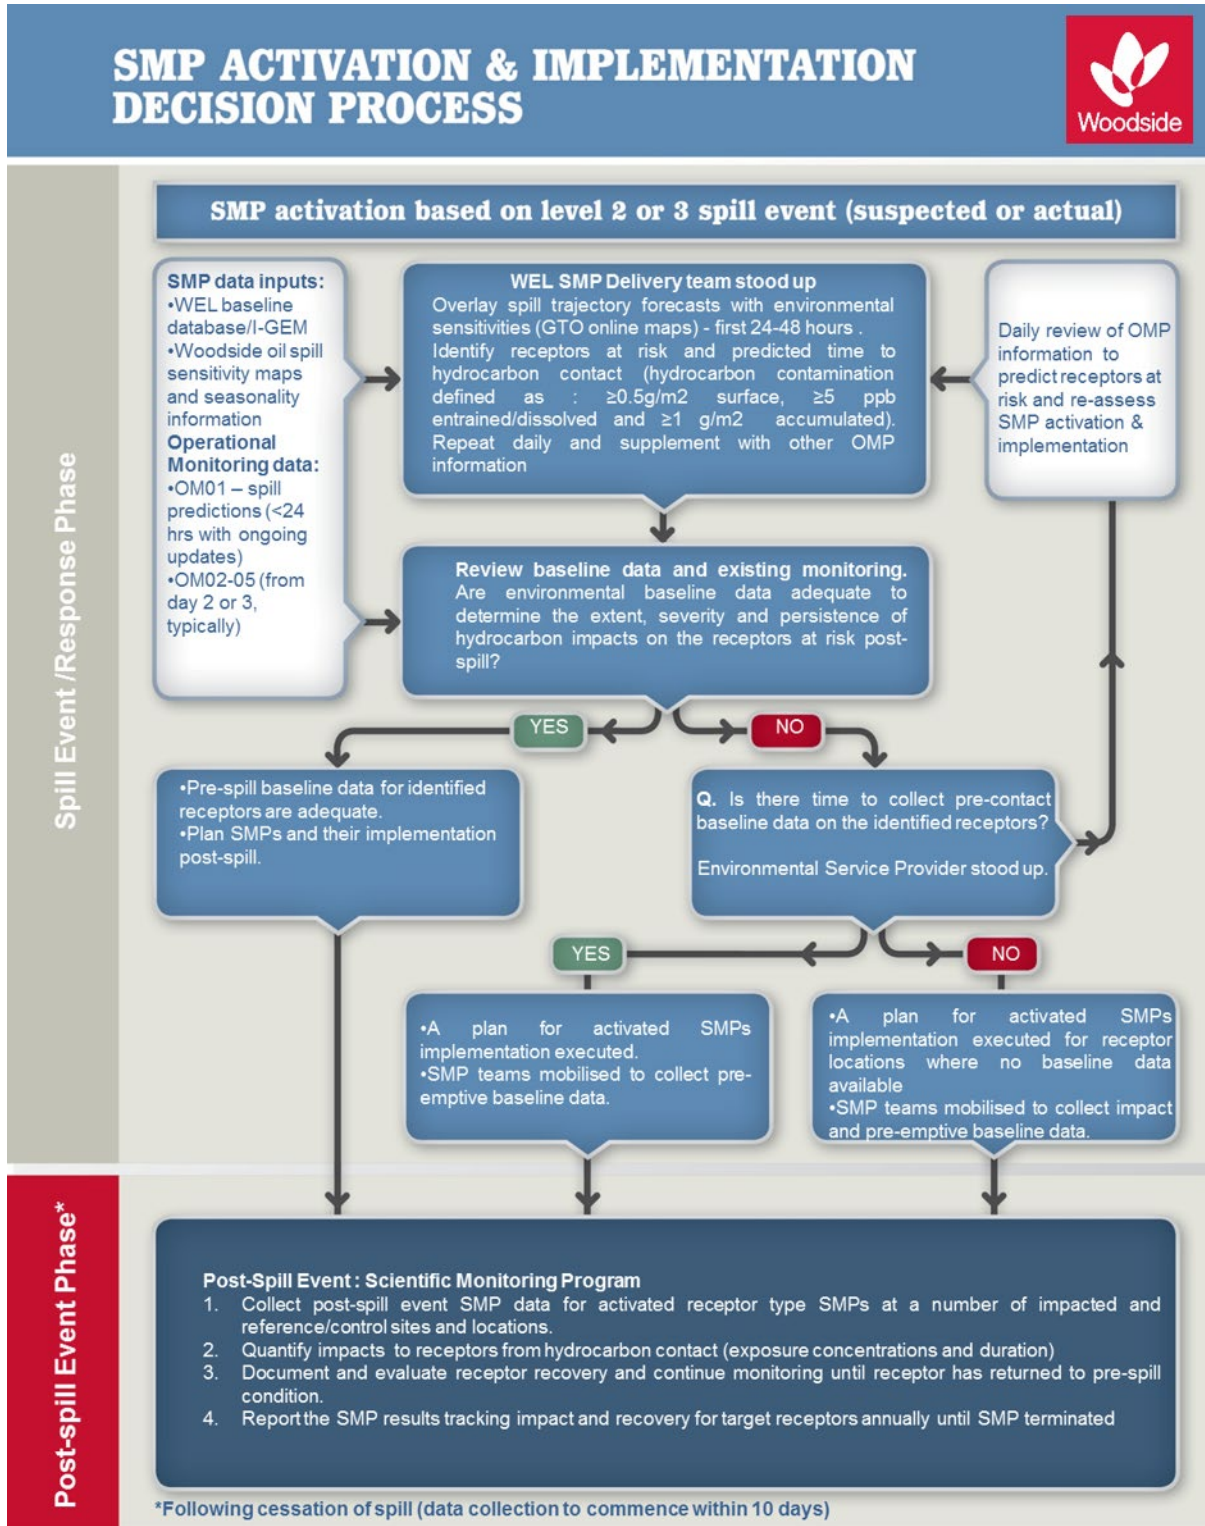 SMP ACTIVATION & IMPLEMENTATION
DECISION PROCESS
Woodside
SMP activation based on level 2 or 3 spill event (suspected or actual)
Spill Event /Response Phase
SMP data inputs:
•WEL baseline
database/I-GEM
•Woodside oil spill
sensitivity maps
and seasonality
information
Operational
Monitoring data:
•OM01 – spill
predictions (<24
hrs with ongoing
updates)
•OM02-05 (from
day 2 or 3,
typically)
WEL SMP Delivery team stood up
Overlay spill trajectory forecasts with environmental
sensitivities (GTO online maps) - first 24-48 hours .
Identify receptors at risk and predicted time to
hydrocarbon contact (hydrocarbon contamination
defined as : ≥0.5g/m2 surface, ≥5 ppb
entrained/dissolved and ≥1 g/m2 accumulated).
Repeat daily and supplement with other OMP
information
Daily review of OMP
information to
predict receptors at
risk and re-assess
SMP activation &
implementation
Review baseline data and existing monitoring.
Are environmental baseline data adequate to
determine the extent, severity and persistence of
hydrocarbon impacts on the receptors at risk post-
spill?
YES
NO
•Pre-spill baseline data for identified
receptors are adequate.
•Plan SMPs and their implementation
post-spill.
Q. Is there time to collect pre-contact
baseline data on the identified receptors?
Environmental Service Provider stood up.
YES
NO
•A plan for activated SMPs
implementation executed.
•SMP teams mobilised to collect pre-
emptive baseline data.
•A plan for activated SMPs
implementation executed for receptor
locations where no baseline data
available
•SMP teams mobilised to collect impact
and pre-emptive baseline data.
Post-spill Event Phase*
Post-Spill Event : Scientific Monitoring Program
1. Collect post-spill event SMP data for activated receptor type SMPs at a number of impacted and
reference/control sites and locations.
2. Quantify impacts to receptors from hydrocarbon contact (exposure concentrations and duration)
3. Document and evaluate receptor recovery and continue monitoring until receptor has returned to pre-spill
condition.
4. Report the SMP results tracking impact and recovery for target receptors annually until SMP terminated
*Following cessation of spill (data collection to commence within 10 days)